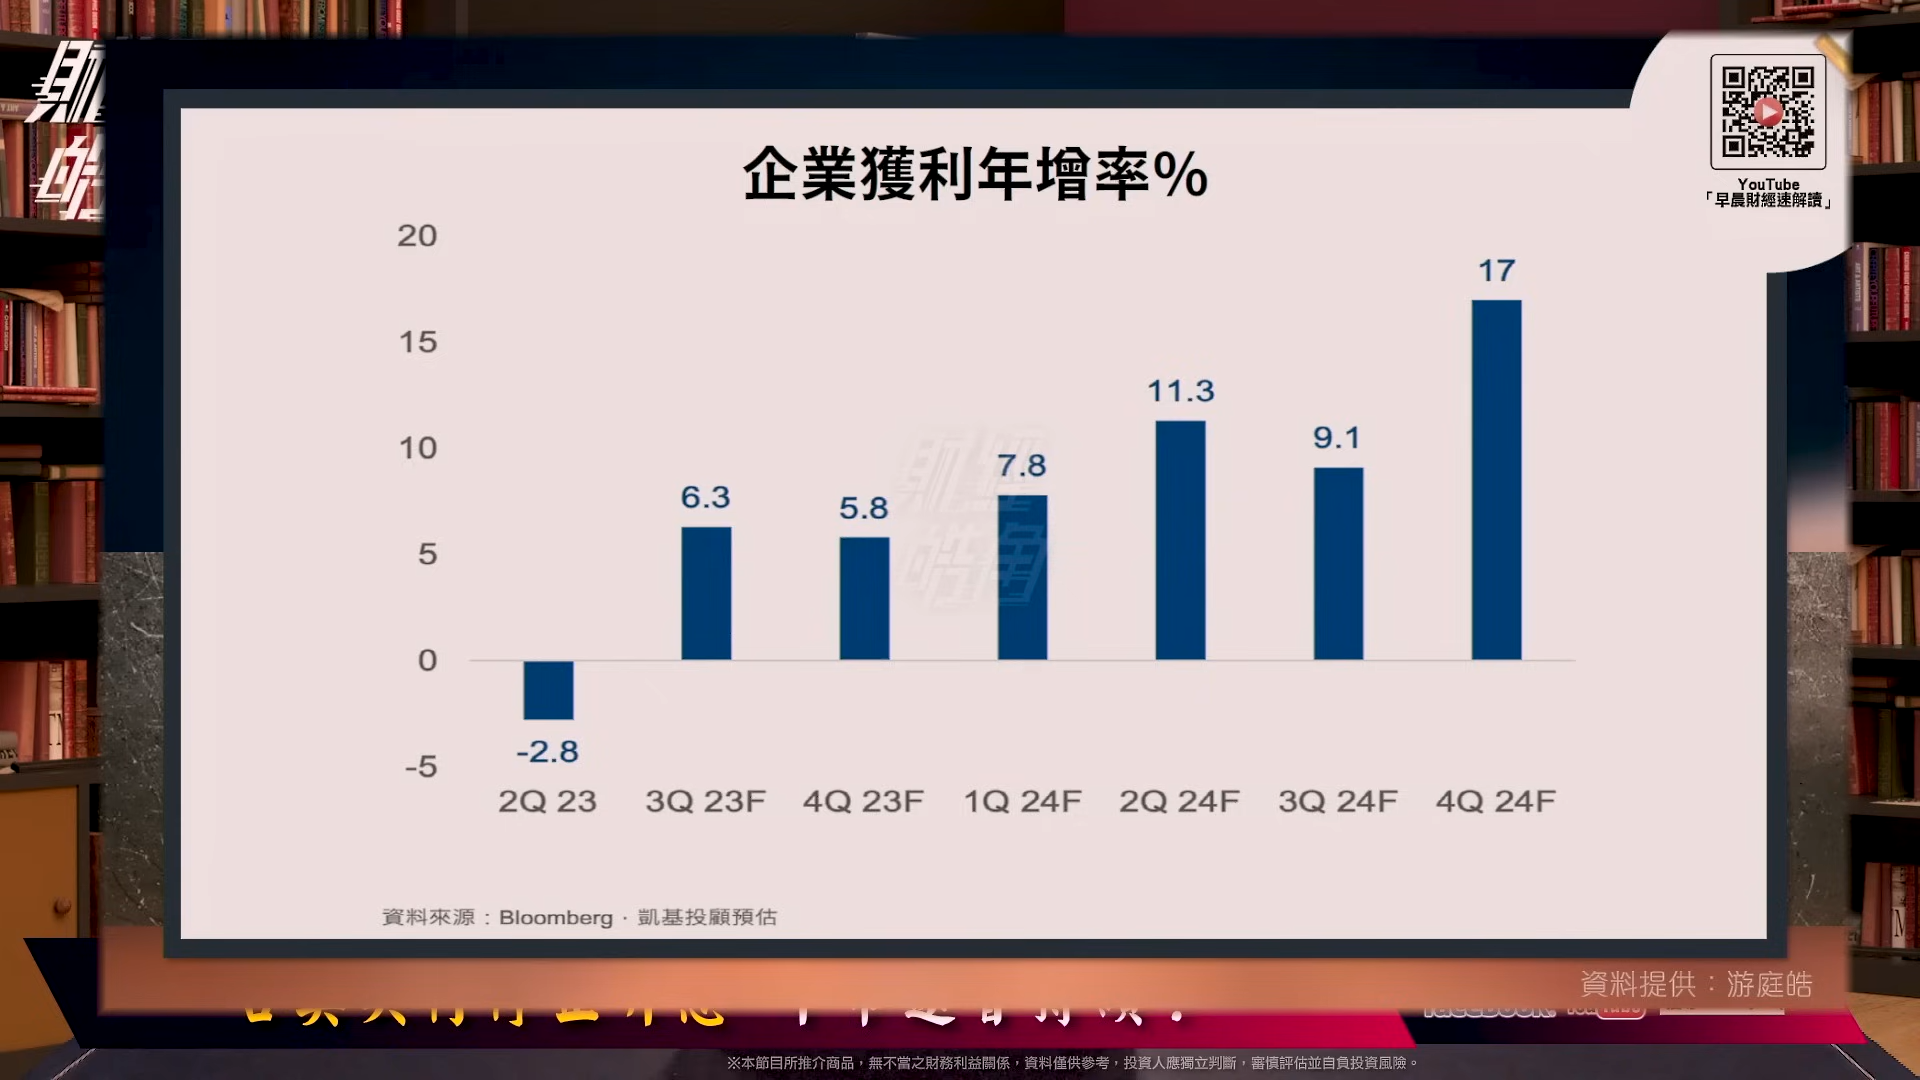 企業獲利年增率%
20
15
10
5
0
-5
-2.8
6.3
5.8
7.8
11.3
9.1
17
2Q 23
3Q 23F
4Q 23F
1Q 24F
2Q 24F
3Q 24F
4Q 24F
資料來源：Bloomberg，凱基投顧預估
YouTube
「早晨財經速解讀」
財經
皓角
資料提供：游庭皓
※本節目所推介商品，無不當之財務利益關係，資料僅供參考，投資人應獨立判斷，審慎評估並自負投資風險。